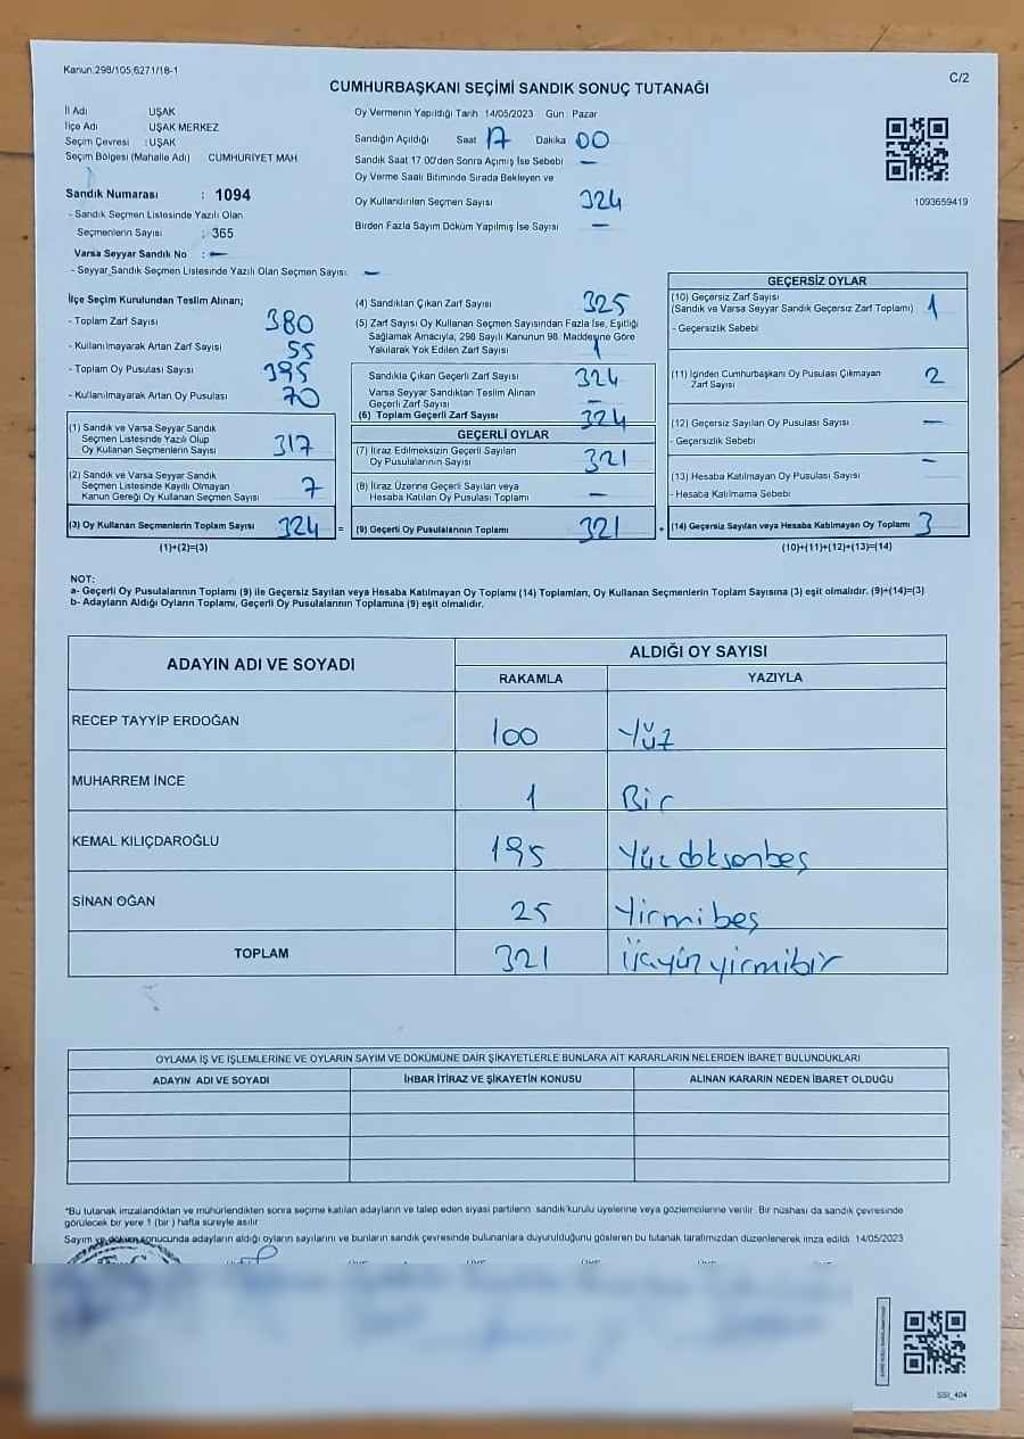 Kanun:298/105,6271/18-1
C/2
CUMHURBAŞKANI SEÇİMİ SANDIK SONUÇ TUTANAĞI
İl Adı UŞAK
İlçe Adı UŞAK MERKEZ
Seçim Çevresi : UŞAK
Seçim Bölgesi (Mahalle Adı) CUMHURİYET MAH
Sandık Numarası : 1094
- Sandık Seçmen Listesinde Yazılı Olan
Seçmenlerin Sayısı : 365
Varsa Seyyar Sandık No : —
- Seyyar Sandık Seçmen Listesinde Yazılı Olan Seçmen Sayısı: —
Oy Vermenin Yapıldığı Tarih 14/05/2023 Gün : Pazar
Sandığın Açıldığı Saat 17 Dakika 00
Sandık Saat 17.00'den Sonra Açımış İse Sebebi —
Oy Verme Saati Bitiminde Sırada Bekleyen ve
Oy Kullandırılan Seçmen Sayısı 324
Birden Fazla Sayım Döküm Yapılmış İse Sayısı —
1093659419
İlçe Seçim Kurulundan Teslim Alınan;
- Toplam Zarf Sayısı 380
- Kullanılmayarak Artan Zarf Sayısı 55
- Toplam Oy Pusulası Sayısı 395
- Kullanılmayarak Artan Oy Pusulası 70
(1) Sandık ve Varsa Seyyar Sandık
Seçmen Listesinde Yazılı Olup
Oy Kullanan Seçmenlerin Sayısı 317
(2) Sandık ve Varsa Seyyar Sandık
Seçmen Listesinde Kayıtlı Olmayan
Kanun Gereği Oy Kullanan Seçmen Sayısı 7
(3) Oy Kullanan Seçmenlerin Toplam Sayısı 324 =
(1)+(2)=(3)
(4) Sandıktan Çıkan Zarf Sayısı 325
(5) Zarf Sayısı Oy Kullanan Seçmen Sayısından Fazla İse, Eşitliği
Sağlamak Amacıyla, 298 Sayılı Kanunun 98. Maddesine Göre
Yakılarak Yok Edilen Zarf Sayısı 1
Sandıkla Çıkan Geçerli Zarf Sayısı 324
Varsa Seyyar Sandıktan Teslim Alınan
Geçerli Zarf Sayısı —
(6) Toplam Geçerli Zarf Sayısı 324
GEÇERLİ OYLAR
(7) İtiraz Edilmeksizin Geçerli Sayılan
Oy Pusulalarının Sayısı 321
(8) İtiraz Üzerine Geçerli Sayılan veya
Hesaba Katılan Oy Pusulası Toplamı —
(9) Geçerli Oy Pusulalarının Toplamı 321 +
GEÇERSİZ OYLAR
(10) Geçersiz Zarf Sayısı
(Sandık ve Varsa Seyyar Sandık Geçersiz Zarf Toplamı) 1
- Geçersizlik Sebebi
(11) İçinden Cumhurbaşkanı Oy Pusulası Çıkmayan
Zarf Sayısı 2
(12) Geçersiz Sayılan Oy Pusulası Sayısı —
- Geçersizlik Sebebi
(13) Hesaba Katılmayan Oy Pusulası Sayısı —
- Hesaba Katılmama Sebebi
(14) Geçersiz Sayılan veya Hesaba Katılmayan Oy Toplamı 3
(10)+(11)+(12)+(13)=(14)
NOT:
a- Geçerli Oy Pusulalarının Toplamı (9) ile Geçersiz Sayılan veya Hesaba Katılmayan Oy Toplamı (14) Toplamları, Oy Kullanan Seçmenlerin Toplam Sayısına (3) eşit olmalıdır. (9)+(14)=(3)
b- Adayların Aldığı Oyların Toplamı, Geçerli Oy Pusulalarının Toplamına (9) eşit olmalıdır.
ADAYIN ADI VE SOYADI ALDIĞI OY SAYISI
RAKAMLA YAZIYLA
RECEP TAYYİP ERDOĞAN 100 Yüz
MUHARREM İNCE 1 Bir
KEMAL KILIÇDAROĞLU 195 Yüz doksanbeş
SİNAN OĞAN 25 Yirmibeş
TOPLAM 321 Üçyüzyirmibir
OYLAMA İŞ VE İŞLEMLERİNE VE OYLARIN SAYIM VE DÖKÜMÜNE DAİR ŞİKAYETLERLE BUNLARA AİT KARARLARIN NELERDEN İBARET BULUNDUKLARI
ADAYIN ADI VE SOYADI İHBAR İTİRAZ VE ŞİKAYETİN KONUSU ALINAN KARARIN NEDEN İBARET OLDUĞU
*Bu tutanak imzalandıktan ve mühürlendikten sonra seçime katılan adayların ve talep eden siyasi partilerin sandık kurulu üyelerine veya gözlemcilerine verilir. Bir nüshası da sandık çevresinde
görülecek bir yere 1 (bir) hafta süreyle asılır
Sayım ve döküm sonucunda adayların aldığı oyların sayılarını ve bunların sandık çevresinde bulunanlara duyurulduğunu gösteren bu tutanak tarafımızdan düzenlenerek imza edildi. 14/05/2023
SSI_404